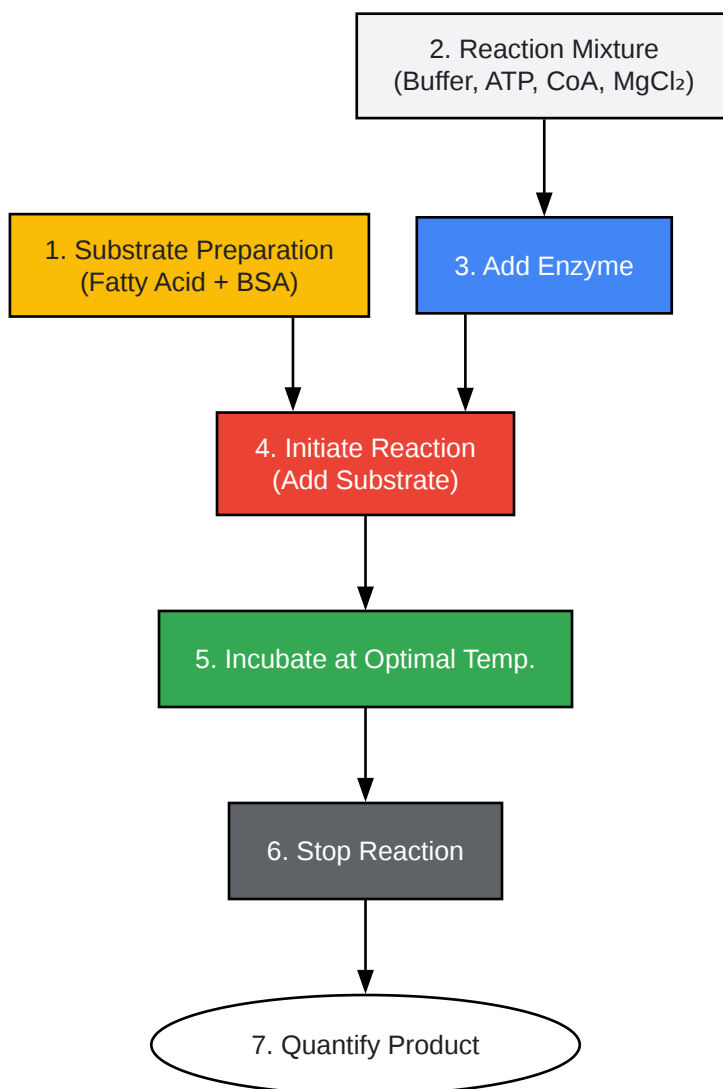 2. Reaction Mixture
(Buffer, ATP, CoA, MgCl₂)
1. Substrate Preparation
(Fatty Acid + BSA)
3. Add Enzyme
4. Initiate Reaction
(Add Substrate)
5. Incubate at Optimal Temp.
6. Stop Reaction
7. Quantify Product